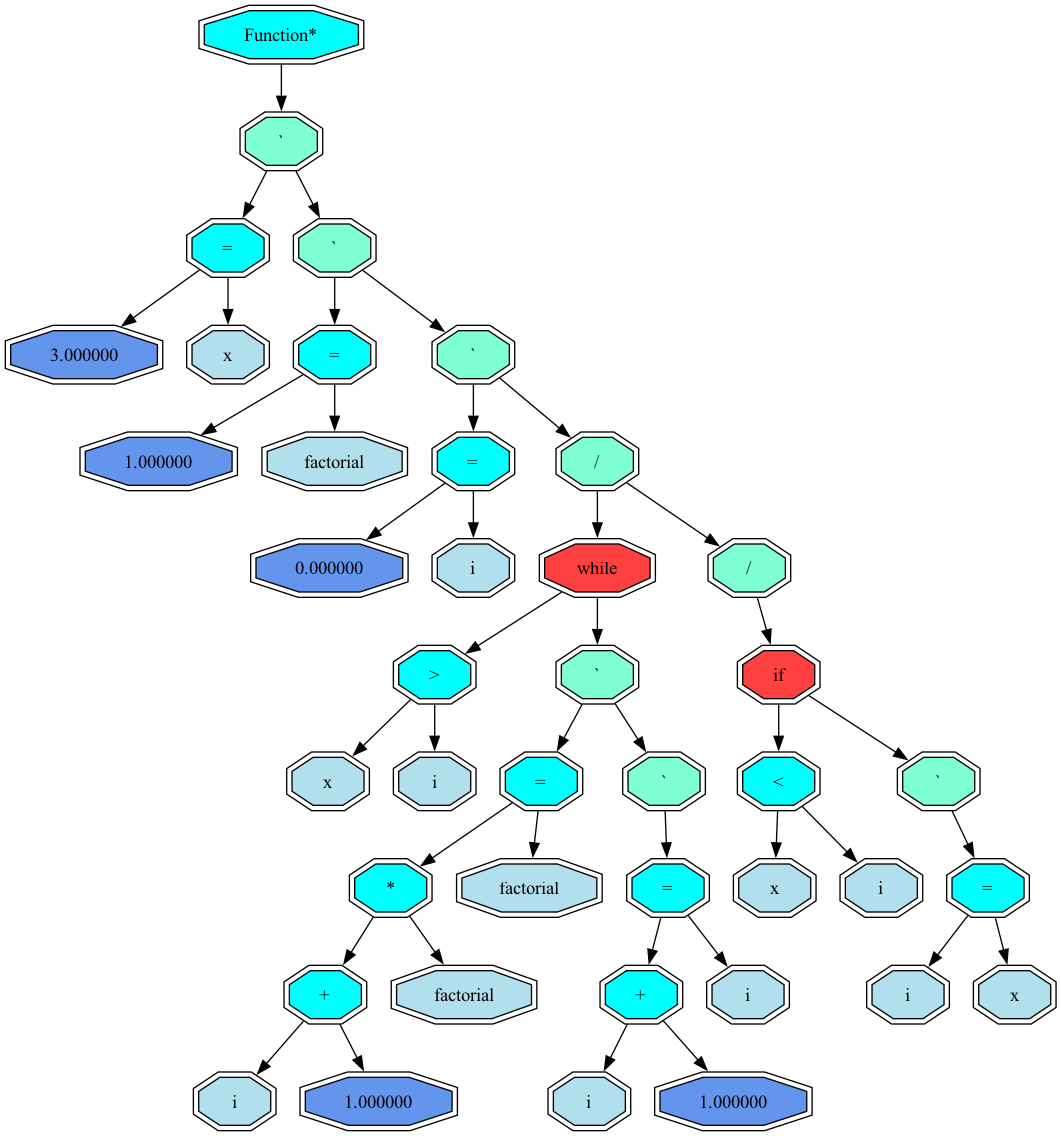 Function*
`
= `
3.000000 x = `
1.000000 factorial = /
0.000000 i while /
> ` if
x i = ` < `
* factorial = x i =
+ factorial + i i x
i 1.000000 i 1.000000